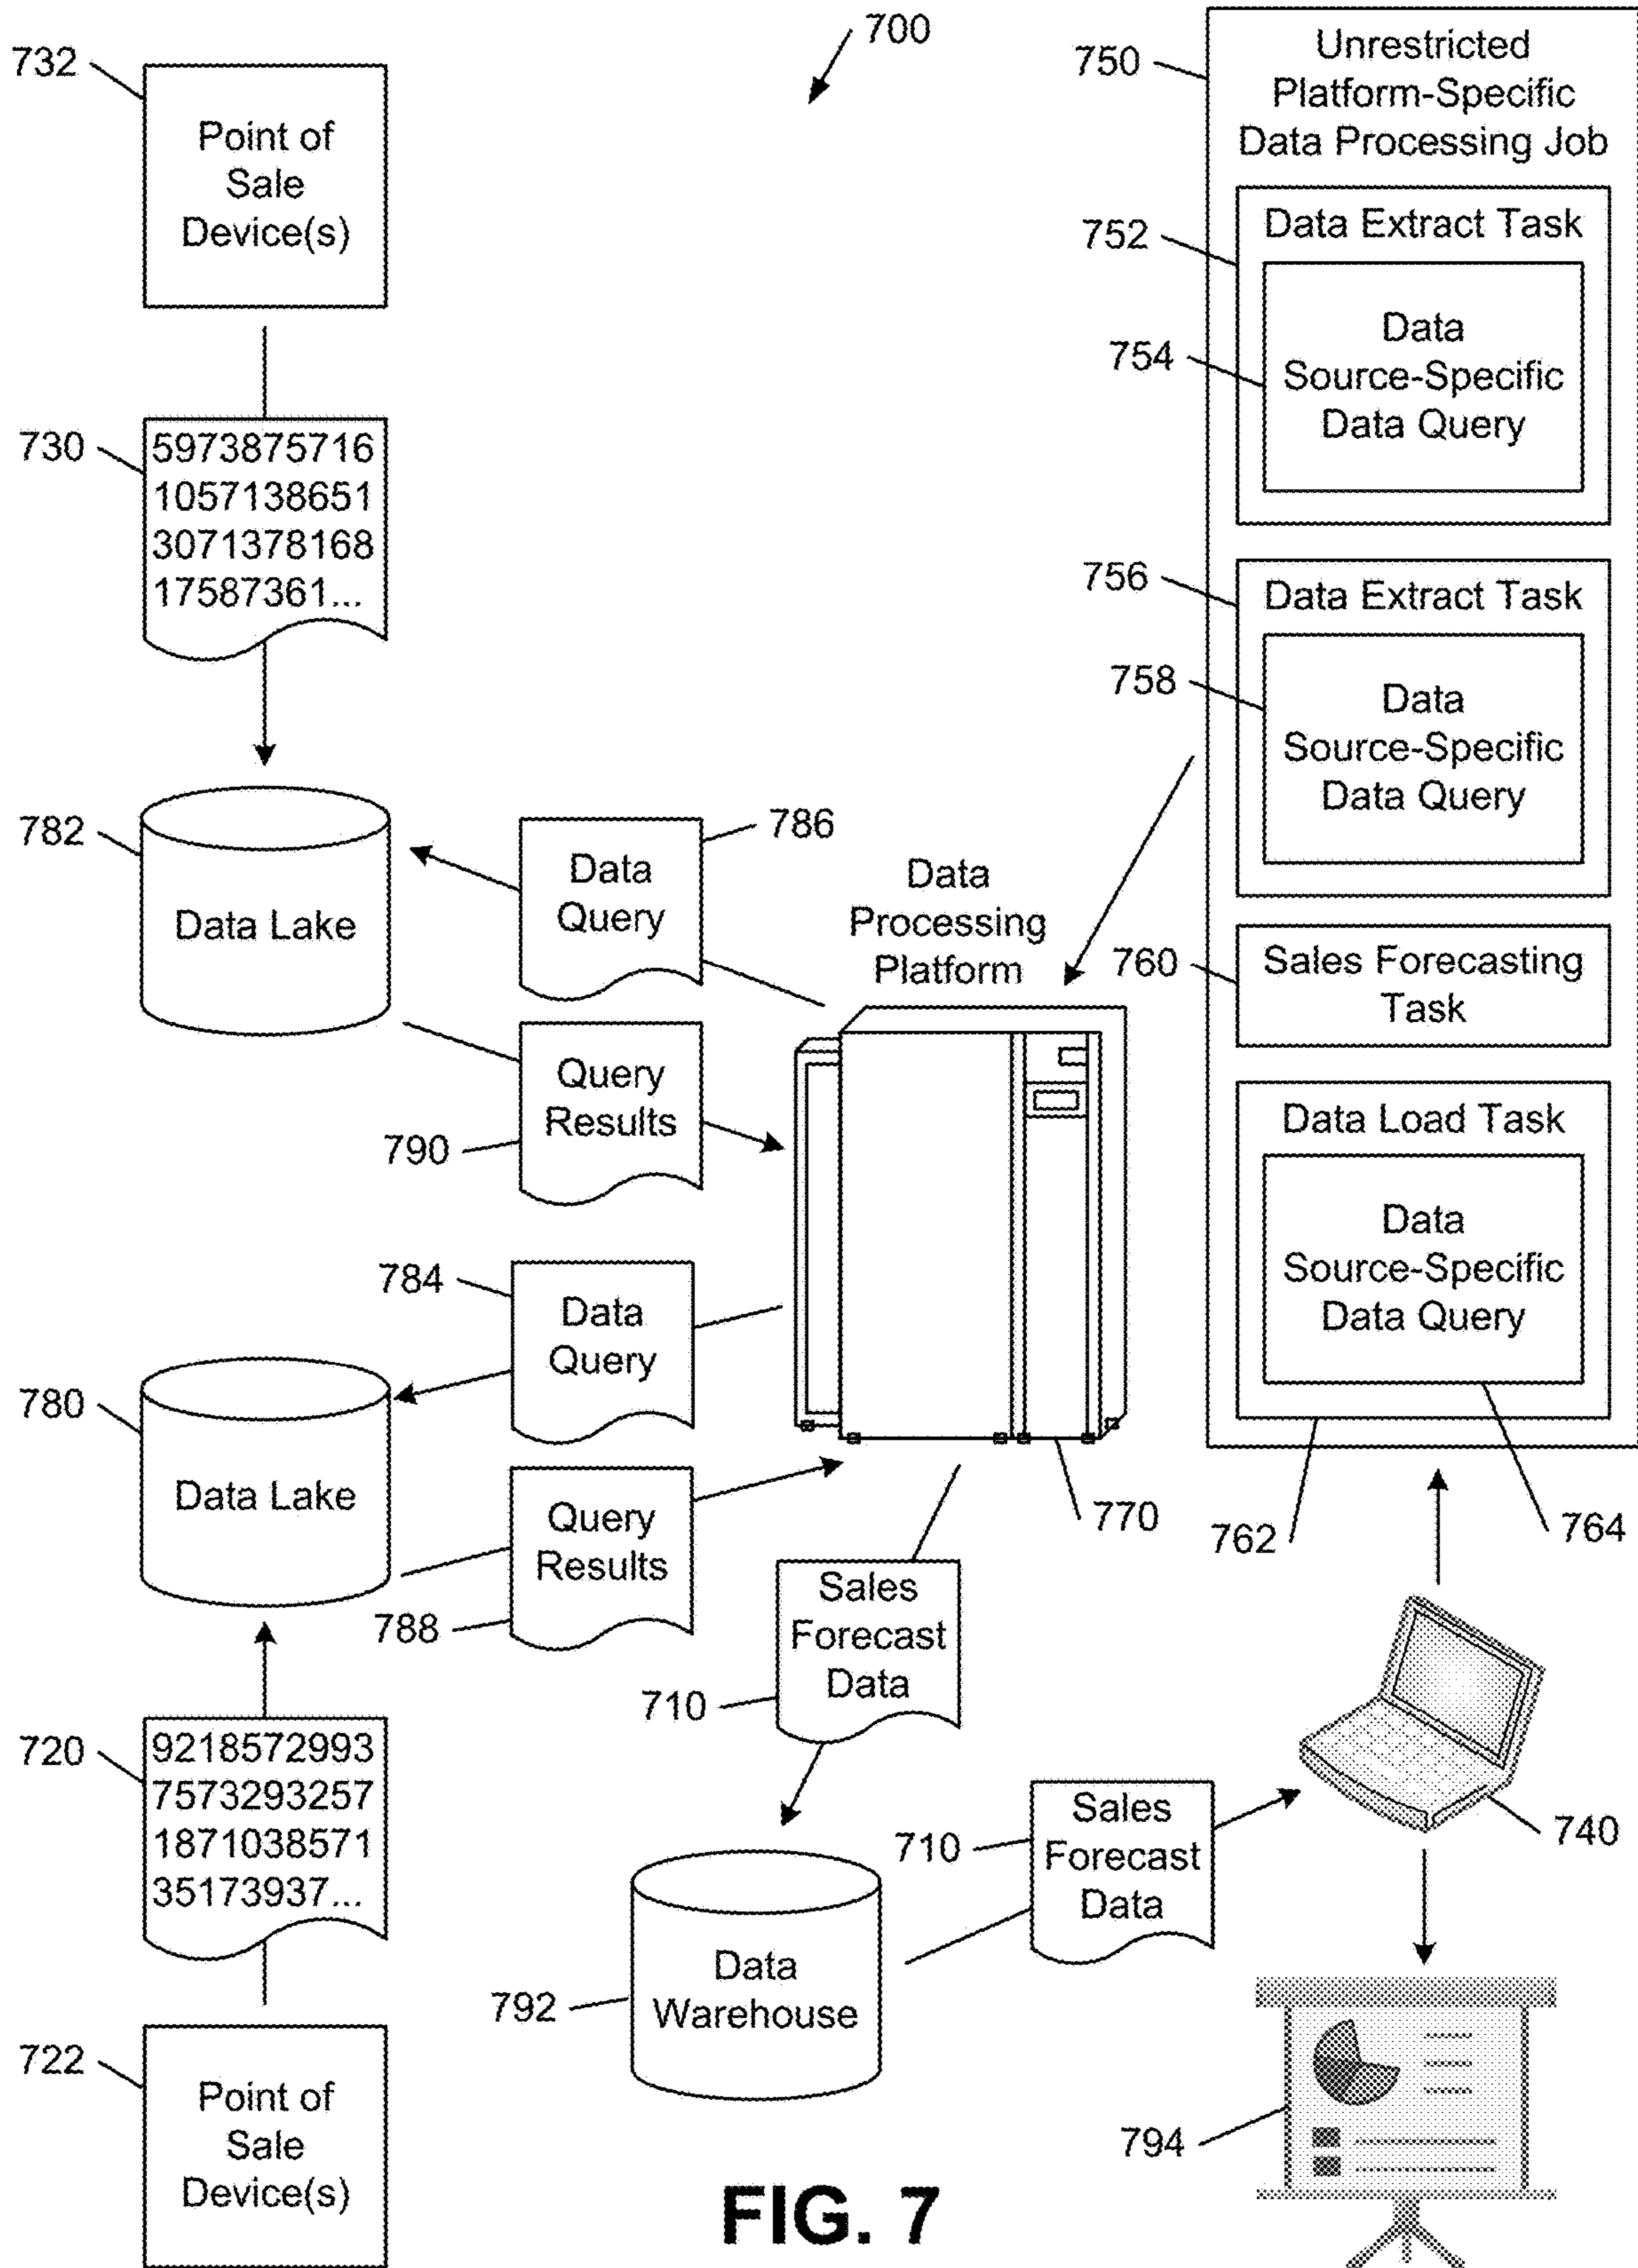 700
732
Point of
Sale
Device(s)
730
5973875716
1057138651
3071378168
17587361...
782
Data Lake
786
Data
Query
790
Query
Results
Data
Processing
Platform
770
784
Data
Query
780
Data Lake
788
Query
Results
720
9218572993
7573293257
1871038571
35173937...
722
Point of
Sale
Device(s)
750
Unrestricted
Platform-Specific
Data Processing Job
752
Data Extract Task
754
Data
Source-Specific
Data Query
756
Data Extract Task
758
Data
Source-Specific
Data Query
760
Sales Forecasting
Task
Data Load Task
Data
Source-Specific
Data Query
762
764
710
Sales
Forecast
Data
792
Data
Warehouse
710
Sales
Forecast
Data
740
794
FIG. 7